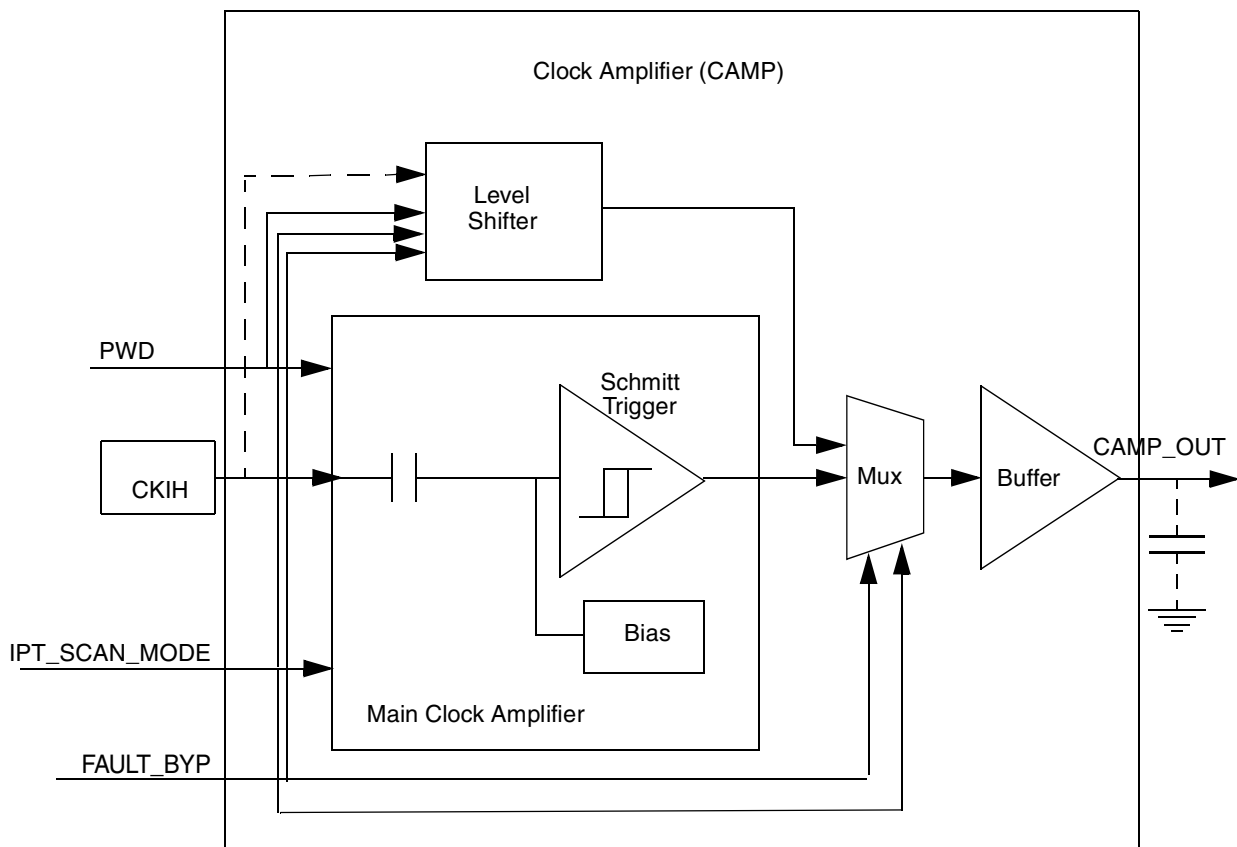 Clock Amplifier (CAMP)
Level
Shifter
PWD
Schmitt
Trigger
CAMP_OUT
CKIH
Mux
Buffer
Bias
IPT_SCAN_MODE
Main Clock Amplifier
FAULT_BYP